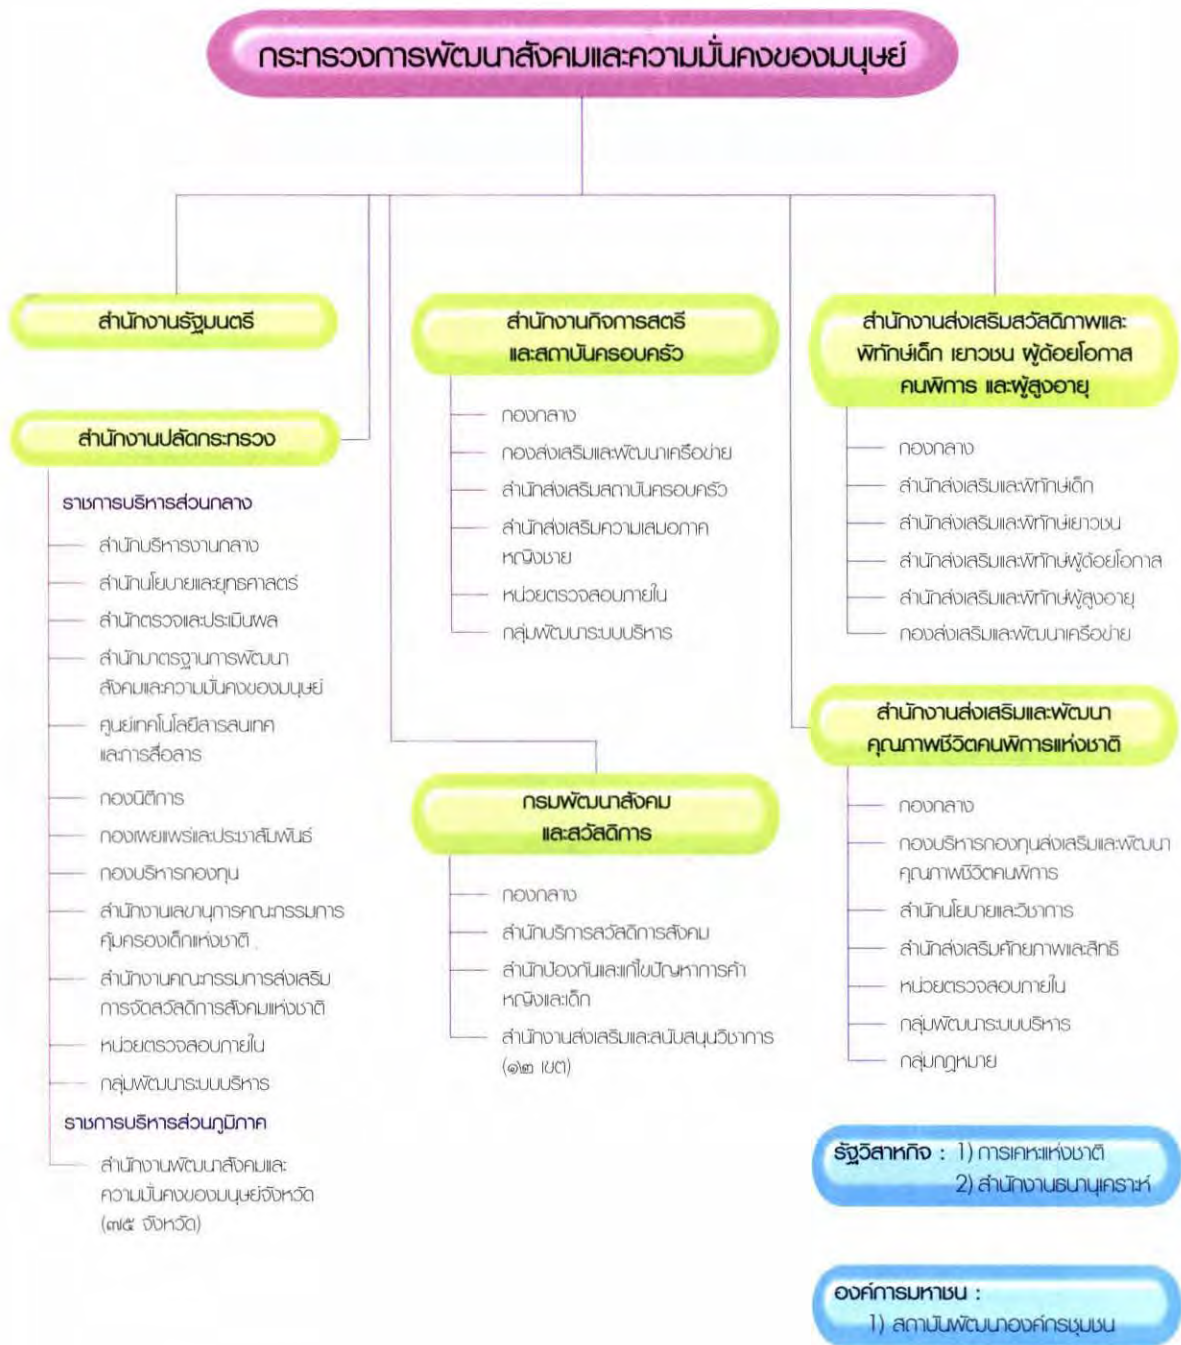 กระทรวงการพัฒนาสังคมและความมั่นคงของมนุษย์
สำนักงานรัฐมนตรี
สำนักงานปลัดกระทรวง
ราชการบริหารส่วนกลาง
สำนักบริหารงานกลาง
สำนักนโยบายและยุทธศาสตร์
สำนักตรวจและประเมินผล
สำนักมาตรฐานการพัฒนา
สังคมและความมั่นคงของมนุษย์
ศูนย์เทคโนโลยีสารสนเทศ
และการสื่อสาร
กองนิติการ
กองเผยแพร่และประชาสัมพันธ์
กองบริหารกองทุน
สำนักงานเลขานุการคณะกรรมการ
คุ้มครองเด็กแห่งชาติ
สำนักงานคณะกรรมการส่งเสริม
การจัดสวัสดิการสังคมแห่งชาติ
หน่วยตรวจสอบภายใน
กลุ่มพัฒนาระบบบริหาร
ราชการบริหารส่วนภูมิภาค
สำนักงานพัฒนาสังคมและ
ความมั่นคงของมนุษย์จังหวัด
(๗๕ จังหวัด)
สำนักงานกิจการสตรี
และสถาบันครอบครัว
กองกลาง
กองส่งเสริมและพัฒนาเครือข่าย
สำนักส่งเสริมสถาบันครอบครัว
สำนักส่งเสริมความเสมอภาค
หญิงชาย
หน่วยตรวจสอบภายใน
กลุ่มพัฒนาระบบบริหาร
กรมพัฒนาสังคม
และสวัสดิการ
กองกลาง
สำนักบริการสวัสดิการสังคม
สำนักป้องกันและแก้ไขปัญหาการค้า
หญิงและเด็ก
สำนักงานส่งเสริมและสนับสนุนวิชาการ
(๑๒ เขต)
สำนักงานส่งเสริมสวัสดิภาพและ
พิทักษ์เด็ก เยาวชน ผู้ด้อยโอกาส
คนพิการ และผู้สูงอายุ
กองกลาง
สำนักส่งเสริมและพิทักษ์เด็ก
สำนักส่งเสริมและพิทักษ์เยาวชน
สำนักส่งเสริมและพิทักษ์ผู้ด้อยโอกาส
สำนักส่งเสริมและพิทักษ์ผู้สูงอายุ
กองส่งเสริมและพัฒนาเครือข่าย
สำนักงานส่งเสริมและพัฒนา
คุณภาพชีวิตคนพิการแห่งชาติ
กองกลาง
กองบริหารกองทุนส่งเสริมและพัฒนา
คุณภาพชีวิตคนพิการ
สำนักนโยบายและวิชาการ
สำนักส่งเสริมศักยภาพและสิทธิ
หน่วยตรวจสอบภายใน
กลุ่มพัฒนาระบบบริหาร
กลุ่มกฎหมาย
รัฐวิสาหกิจ : 1) การเคหะแห่งชาติ
2) สำนักงานธนานุเคราะห์
องค์การมหาชน :
1) สถาบันพัฒนาองค์กรชุมชน